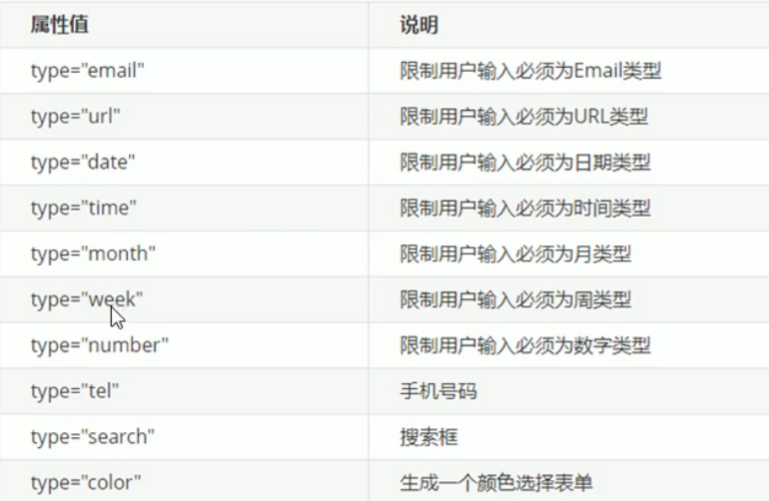 属性值 说明
type="email" 限制用户输入必须为Email类型
type="url" 限制用户输入必须为URL类型
type="date" 限制用户输入必须为日期类型
type="time" 限制用户输入必须为时间类型
type="month" 限制用户输入必须为月类型
type="week" 限制用户输入必须为周类型
type="number" 限制用户输入必须为数字类型
type="tel" 手机号码
type="search" 搜索框
type="color" 生成一个颜色选择表单